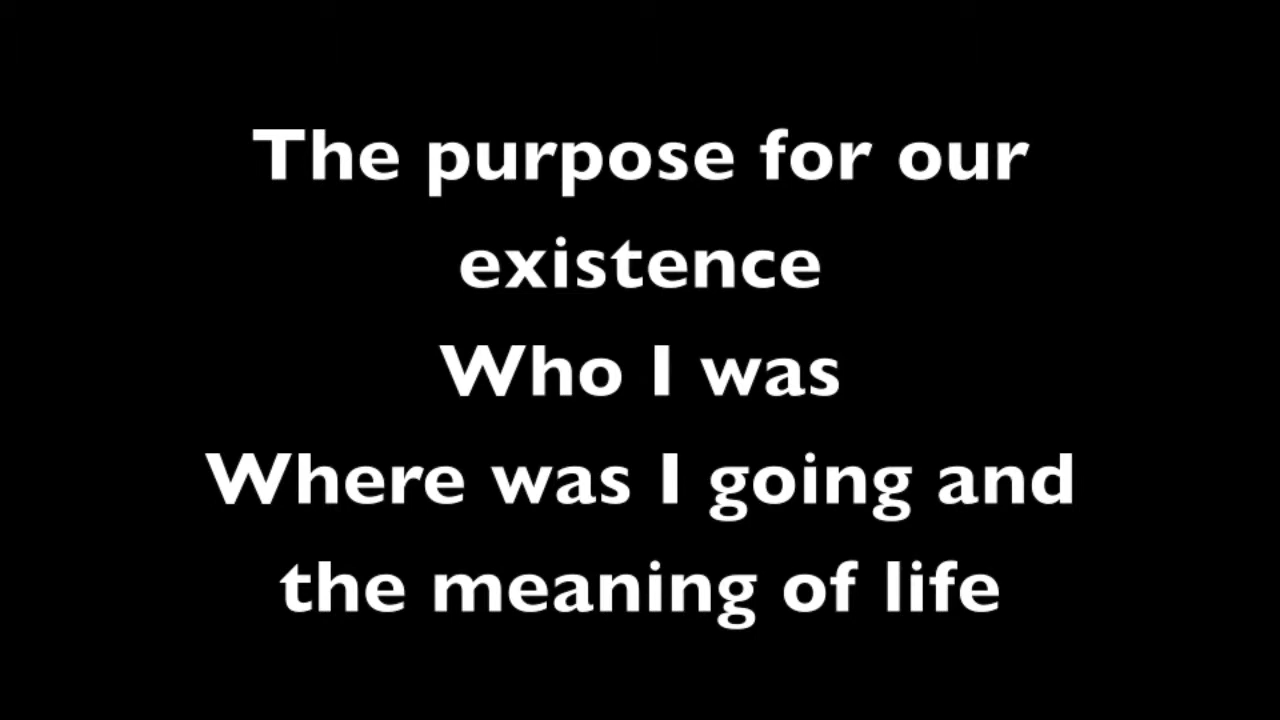 The purpose for our
existence
Who I was
Where was I going and
the meaning of life